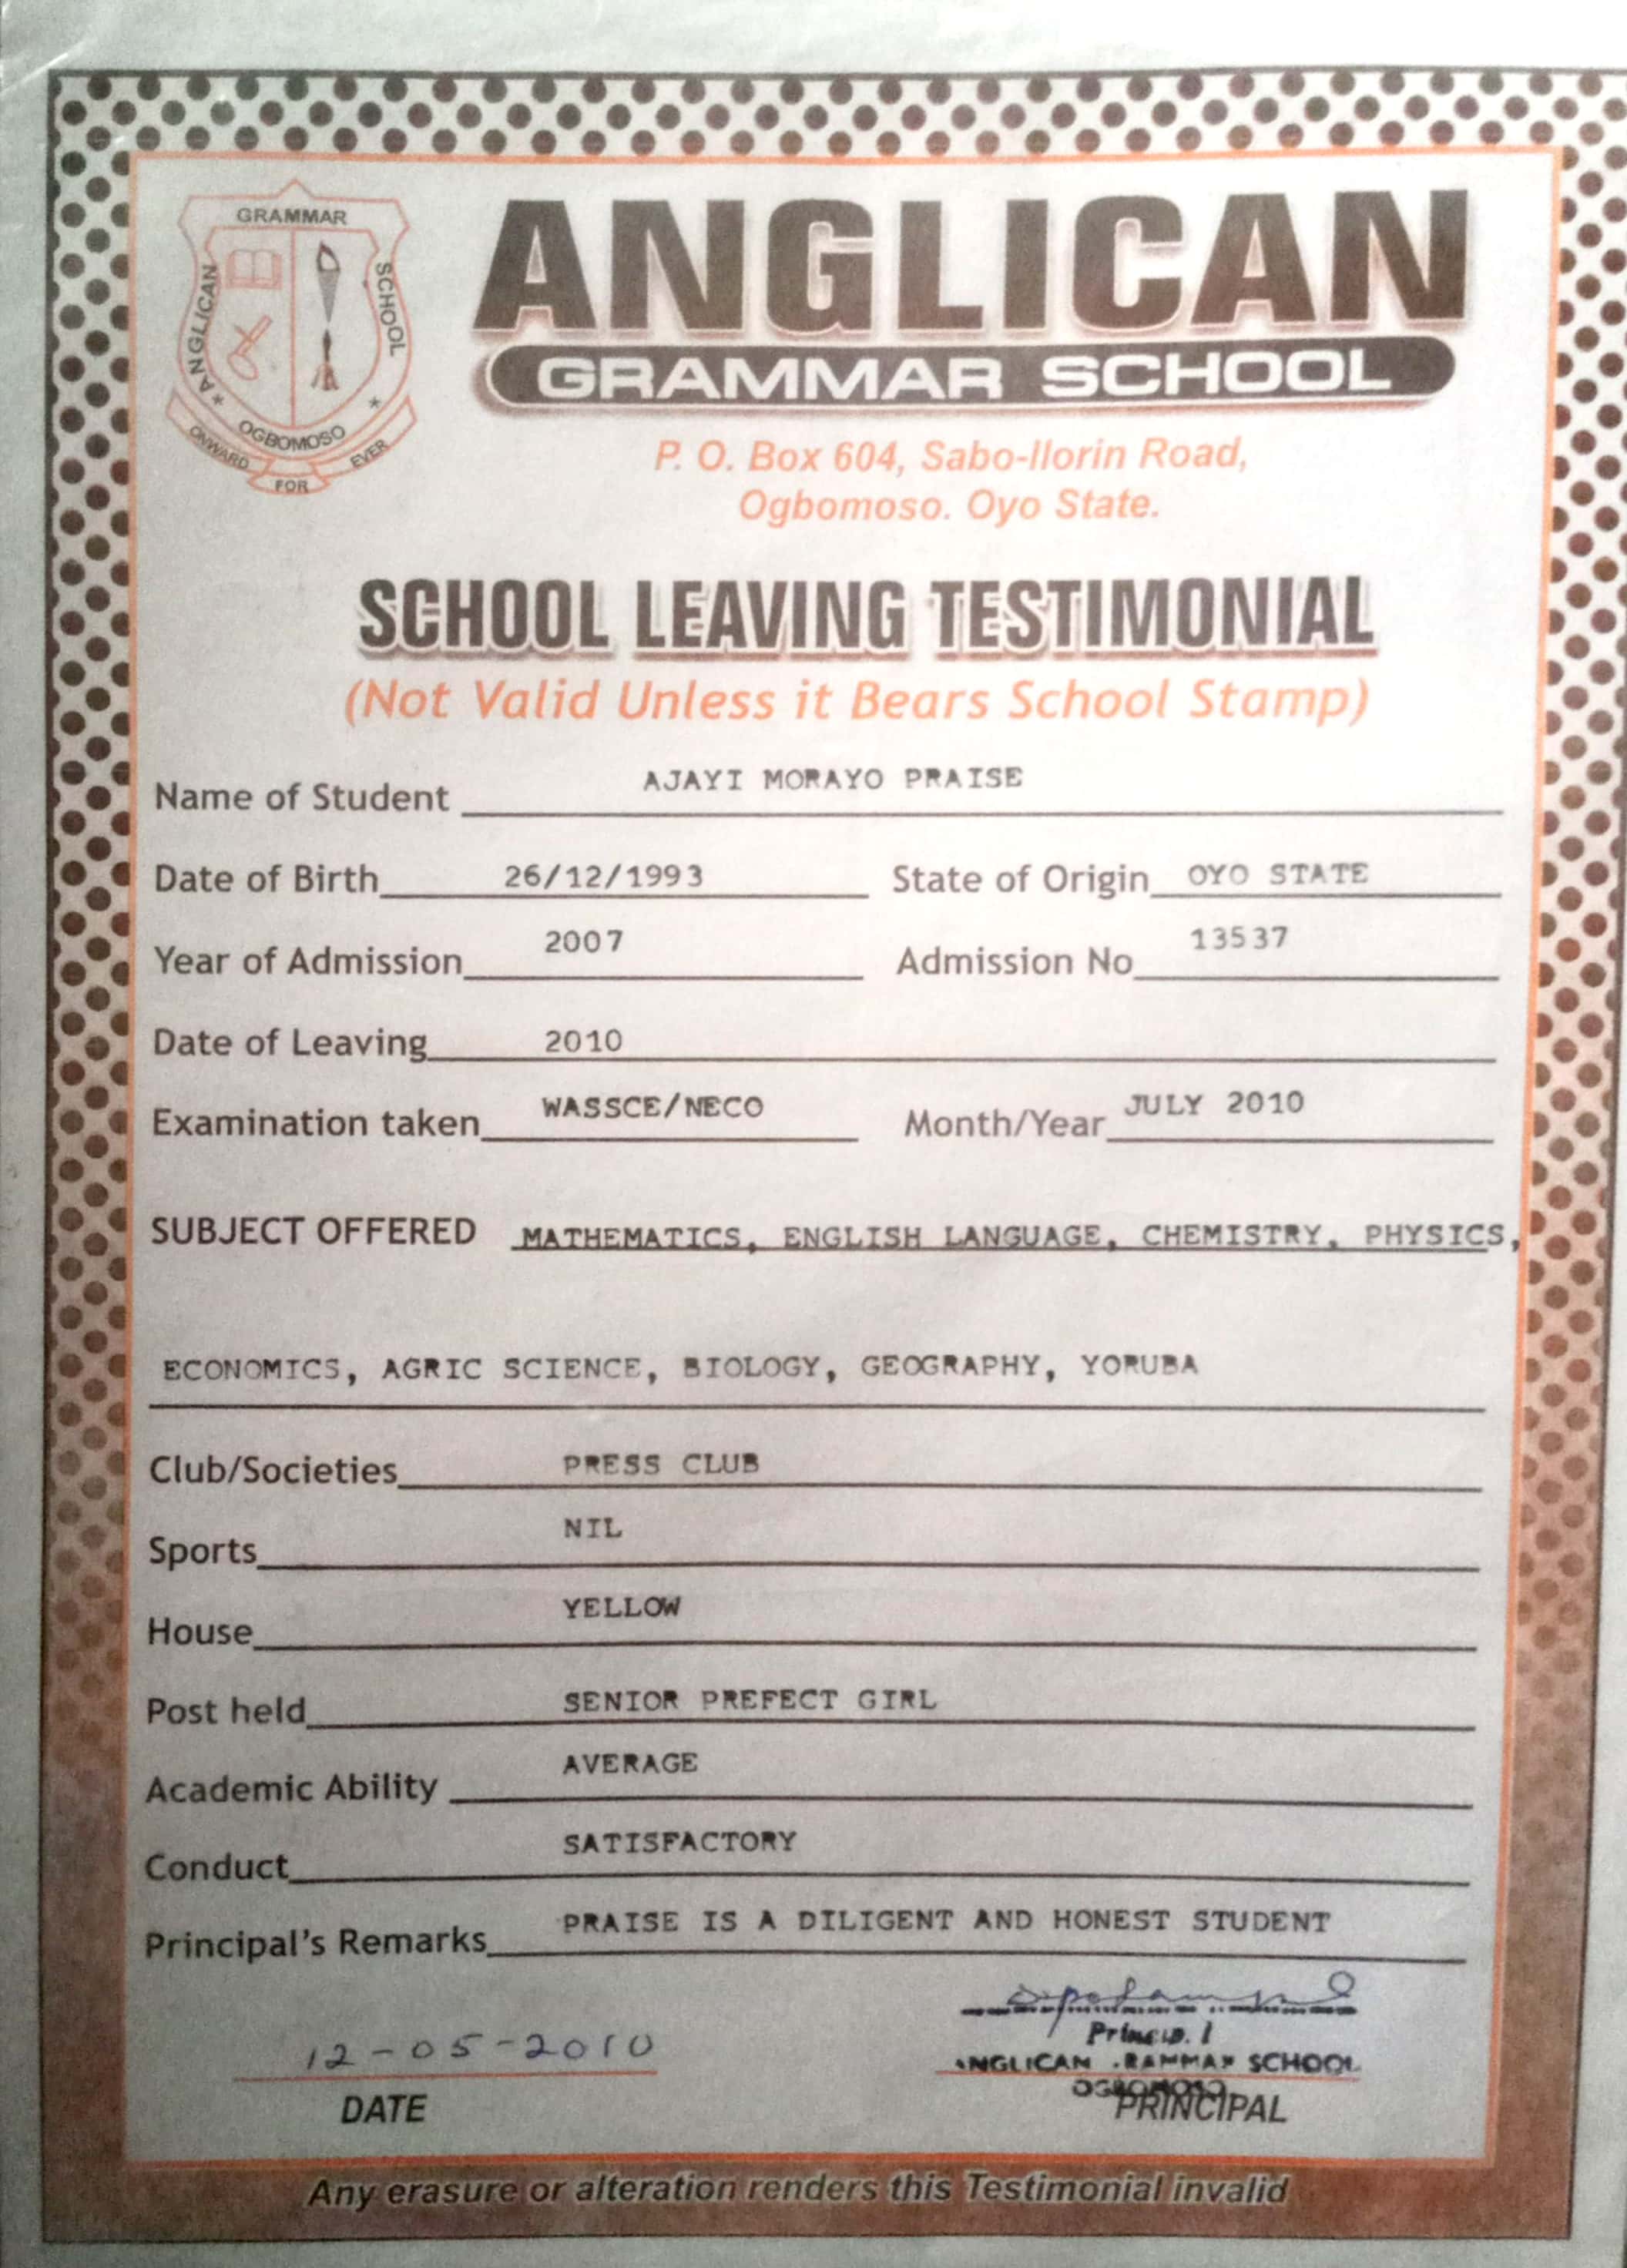 GRAMMAR
* ANGLICAN
SCHOOL *
OGBOMOSO
ONWARD FOR EVER
ANGLICAN
GRAMMAR SCHOOL
P. O. Box 604, Sabo-Ilorin Road,
Ogbomoso. Oyo State.
SCHOOL LEAVING TESTIMONIAL
(Not Valid Unless it Bears School Stamp)
Name of Student AJAYI MORAYO PRAISE
Date of Birth 26/12/1993 State of Origin OYO STATE
Year of Admission 2007 Admission No 13537
Date of Leaving 2010
Examination taken WASSCE/NECO Month/Year JULY 2010
SUBJECT OFFERED MATHEMATICS, ENGLISH LANGUAGE, CHEMISTRY, PHYSICS,
ECONOMICS, AGRIC SCIENCE, BIOLOGY, GEOGRAPHY, YORUBA
Club/Societies PRESS CLUB
Sports NIL
House YELLOW
Post held SENIOR PREFECT GIRL
Academic Ability AVERAGE
Conduct SATISFACTORY
Principal's Remarks PRAISE IS A DILIGENT AND HONEST STUDENT
Principal
12-05-2010 ANGLICAN GRAMMAR SCHOOL
OGBOMOSO.
DATE PRINCIPAL
Any erasure or alteration renders this Testimonial invalid